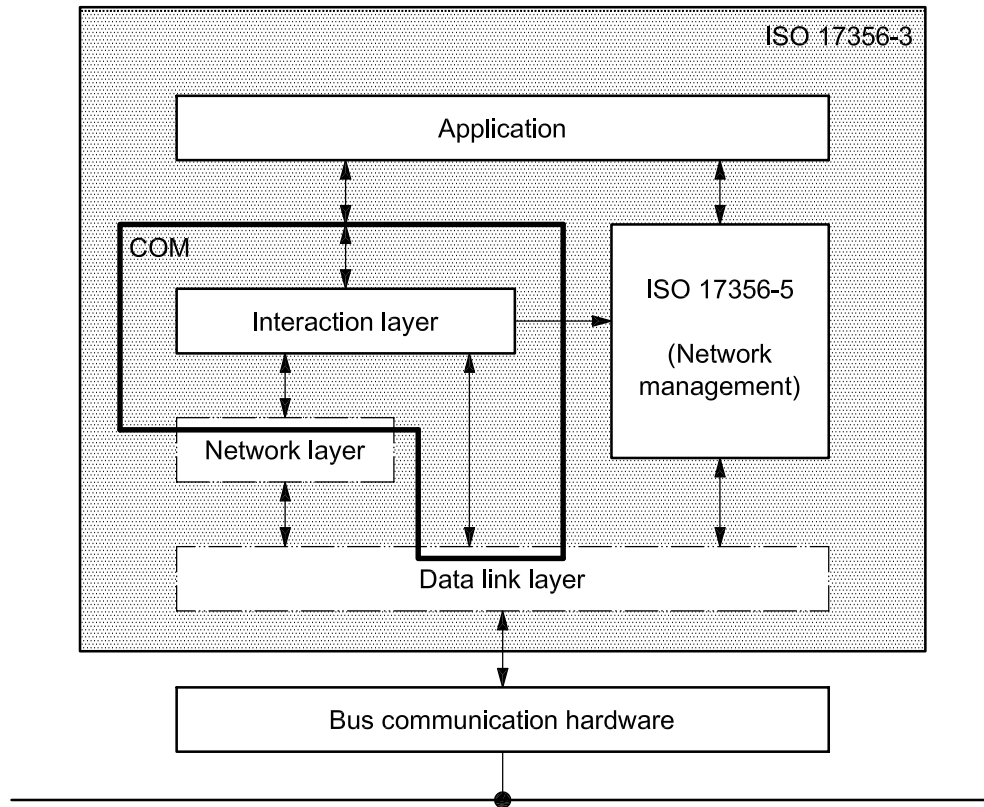 ISO 17356-3
Application
COM
Interaction layer
ISO 17356-5
(Network
management)
Network layer
Data link layer
Bus communication hardware